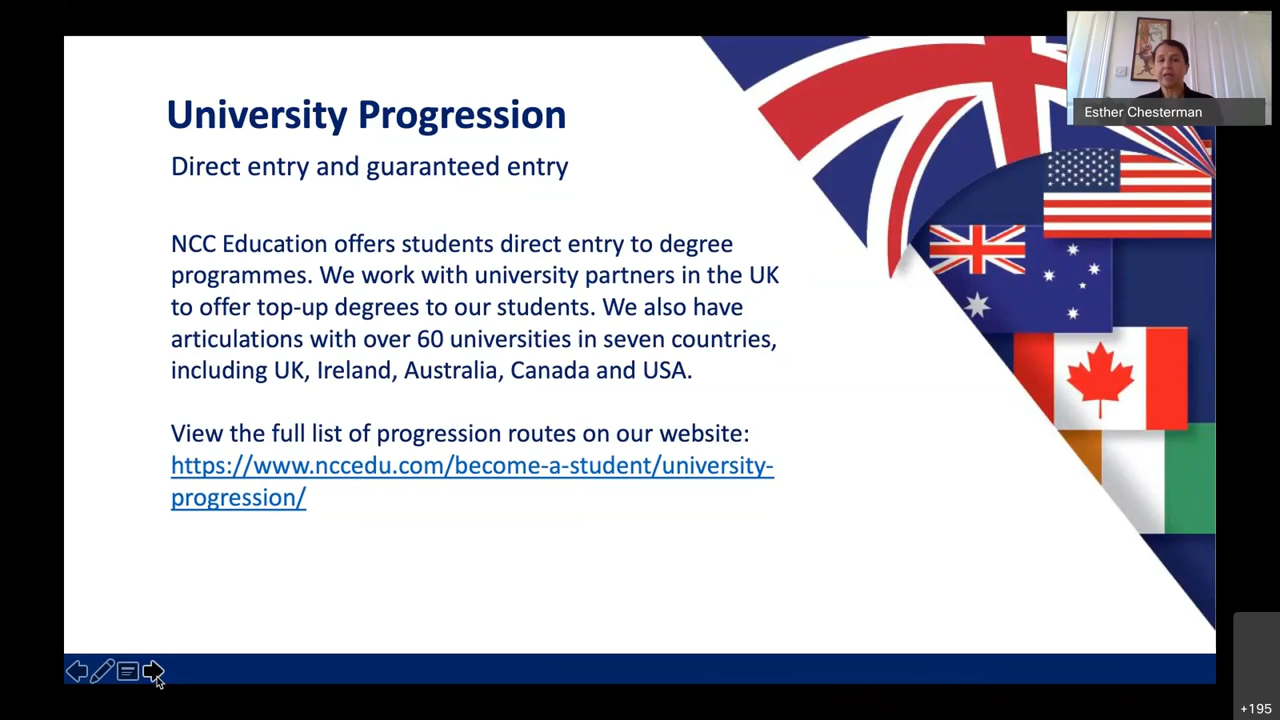 University Progression
Esther Chesterman
Direct entry and guaranteed entry
NCC Education offers students direct entry to degree
programmes. We work with university partners in the UK
to offer top-up degrees to our students. We also have
articulations with over 60 universities in seven countries,
including UK, Ireland, Australia, Canada and USA.
View the full list of progression routes on our website:
https://www.nccedu.com/become-a-student/university-
progression/
+195